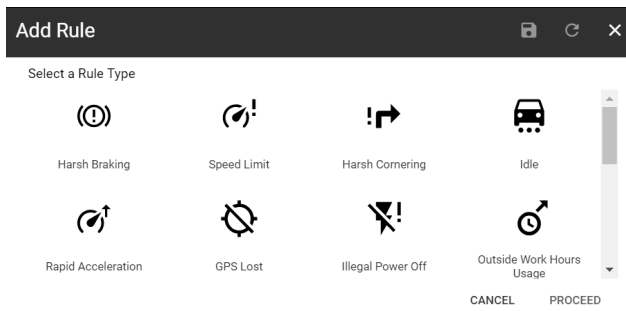 Add Rule
Select a Rule Type
Harsh Braking
Speed Limit
Harsh Cornering
Idle
Rapid Acceleration
GPS Lost
Illegal Power Off
Outside Work Hours
Usage
CANCEL
PROCEED